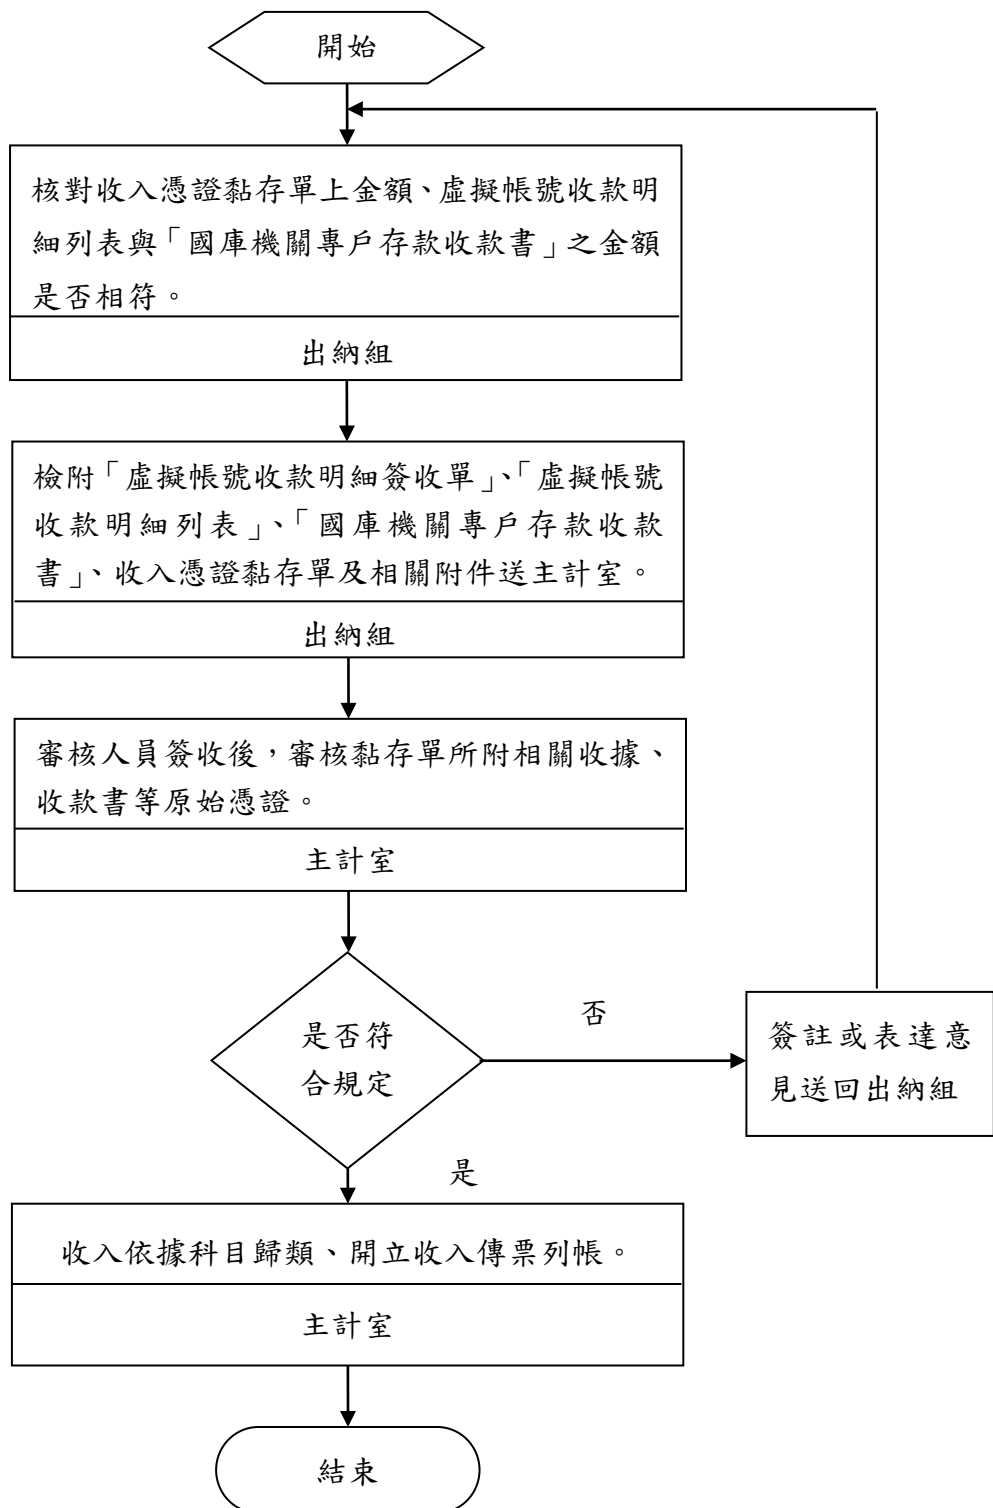 開始
核對收入憑證黏存單上金額、虛擬帳號收款明
細列表與「國庫機關專戶存款收款書」之金額
是否相符。
出納組
檢附「虛擬帳號收款明細簽收單」、「虛擬帳號
收款明細列表」、「國庫機關專戶存款收款
書」、收入憑證黏存單及相關附件送主計室。
出納組
審核人員簽收後，審核黏存單所附相關收據、
收款書等原始憑證。
主計室
是否符
合規定
否
簽註或表達意
見送回出納組
是
收入依據科目歸類、開立收入傳票列帳。
主計室
結束